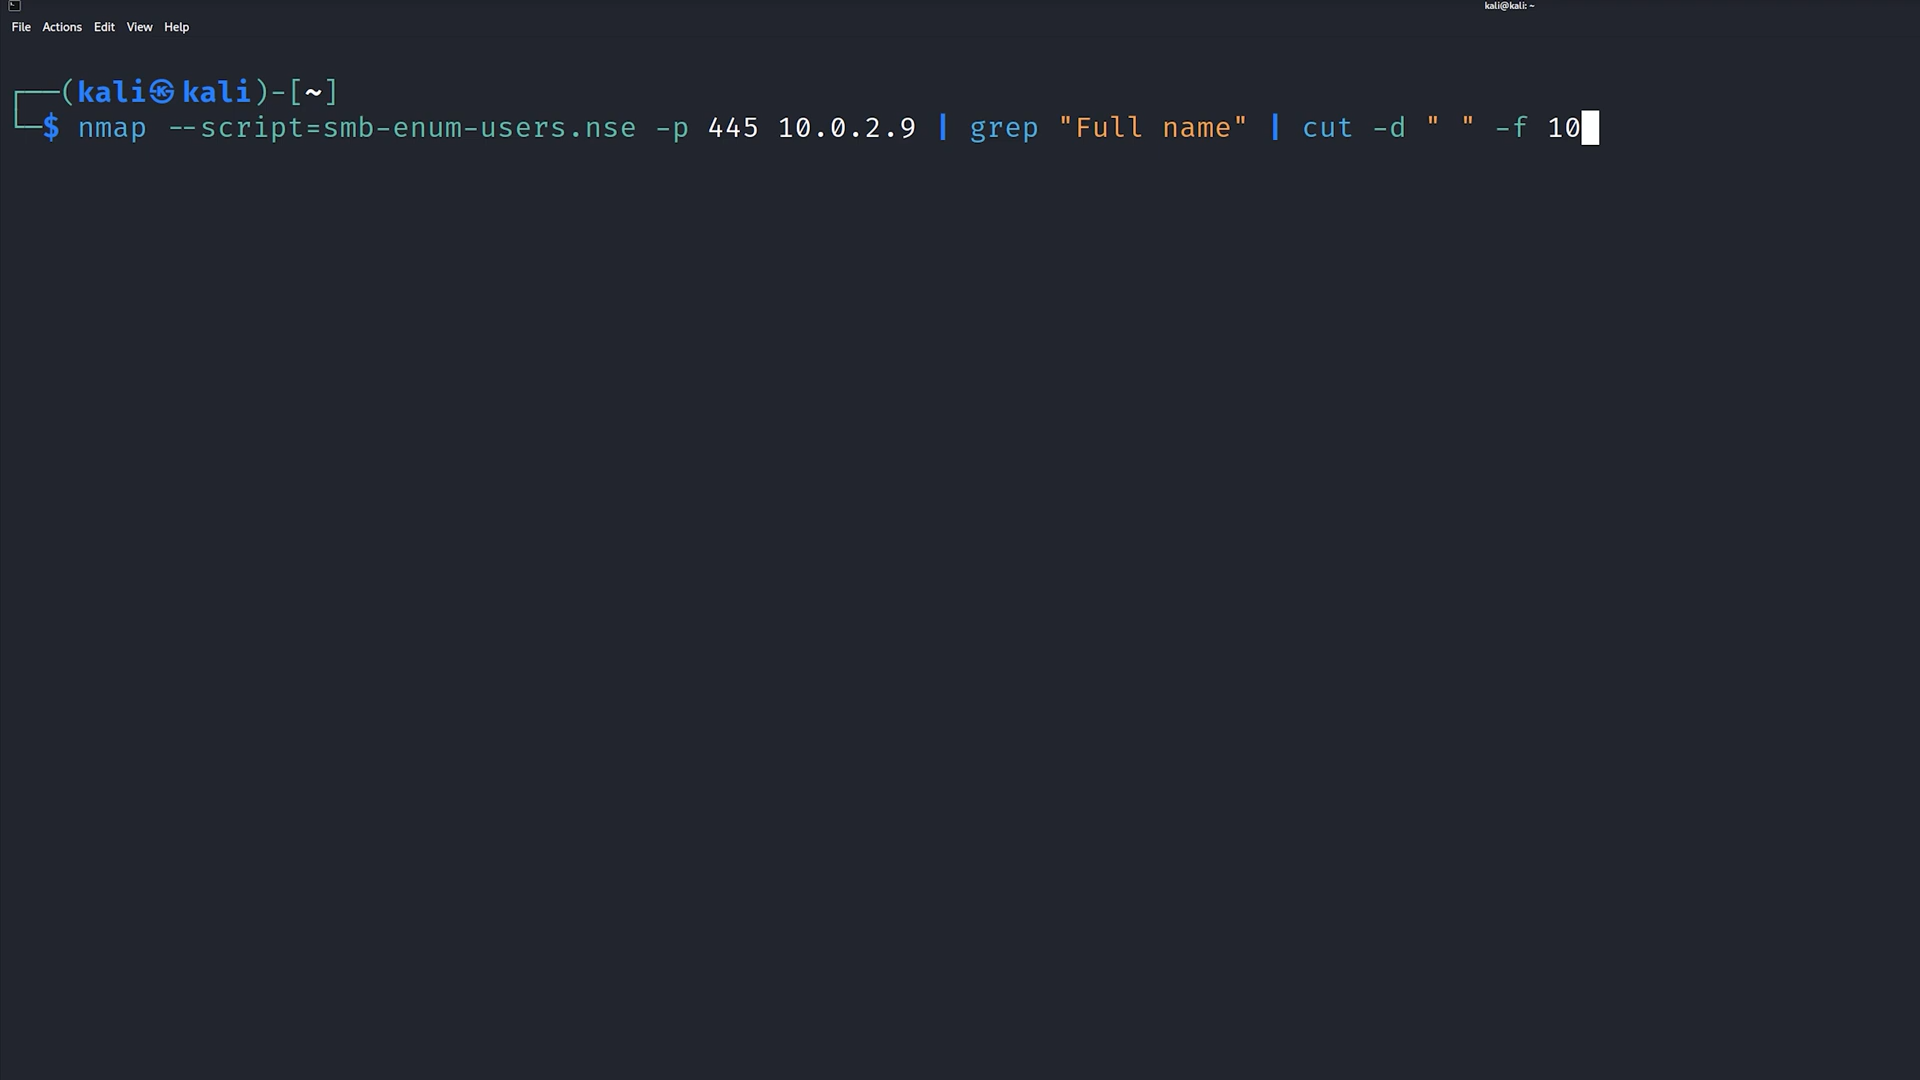 kali@kali: ~
File Actions Edit View Help
┌──(kali㉿kali)-[~]
└─$ nmap --script=smb-enum-users.nse -p 445 10.0.2.9 | grep "Full name" | cut -d " " -f 10